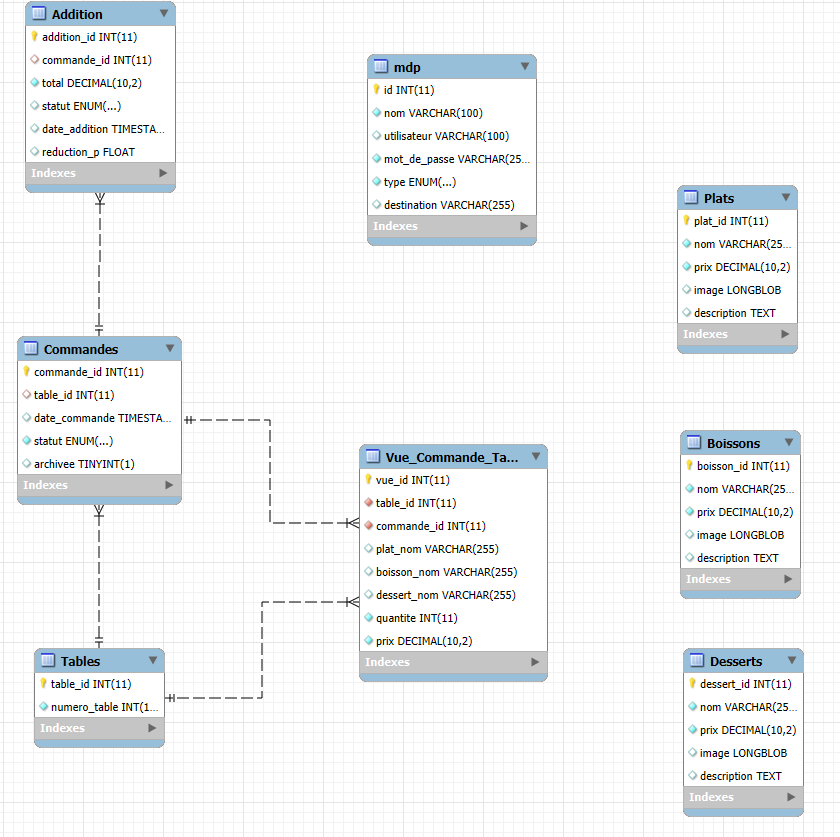 Addition
addition_id INT(11)
commande_id INT(11)
total DECIMAL(10,2)
statut ENUM(...)
date_addition TIMESTA...
reduction_p FLOAT
Indexes
mdp
id INT(11)
nom VARCHAR(100)
utilisateur VARCHAR(100)
mot_de_passe VARCHAR(25...
type ENUM(...)
destination VARCHAR(255)
Indexes
Plats
plat_id INT(11)
nom VARCHAR(25...
prix DECIMAL(10,2)
image LONGBLOB
description TEXT
Indexes
Commandes
commande_id INT(11)
table_id INT(11)
date_commande TIMESTA...
statut ENUM(...)
archivee TINYINT(1)
Indexes
Vue_Commande_Ta...
vue_id INT(11)
table_id INT(11)
commande_id INT(11)
plat_nom VARCHAR(255)
boisson_nom VARCHAR(255)
dessert_nom VARCHAR(255)
quantite INT(11)
prix DECIMAL(10,2)
Indexes
Boissons
boisson_id INT(11)
nom VARCHAR(25...
prix DECIMAL(10,2)
image LONGBLOB
description TEXT
Indexes
Tables
table_id INT(11)
numero_table INT(1...
Indexes
Desserts
dessert_id INT(11)
nom VARCHAR(25...
prix DECIMAL(10,2)
image LONGBLOB
description TEXT
Indexes